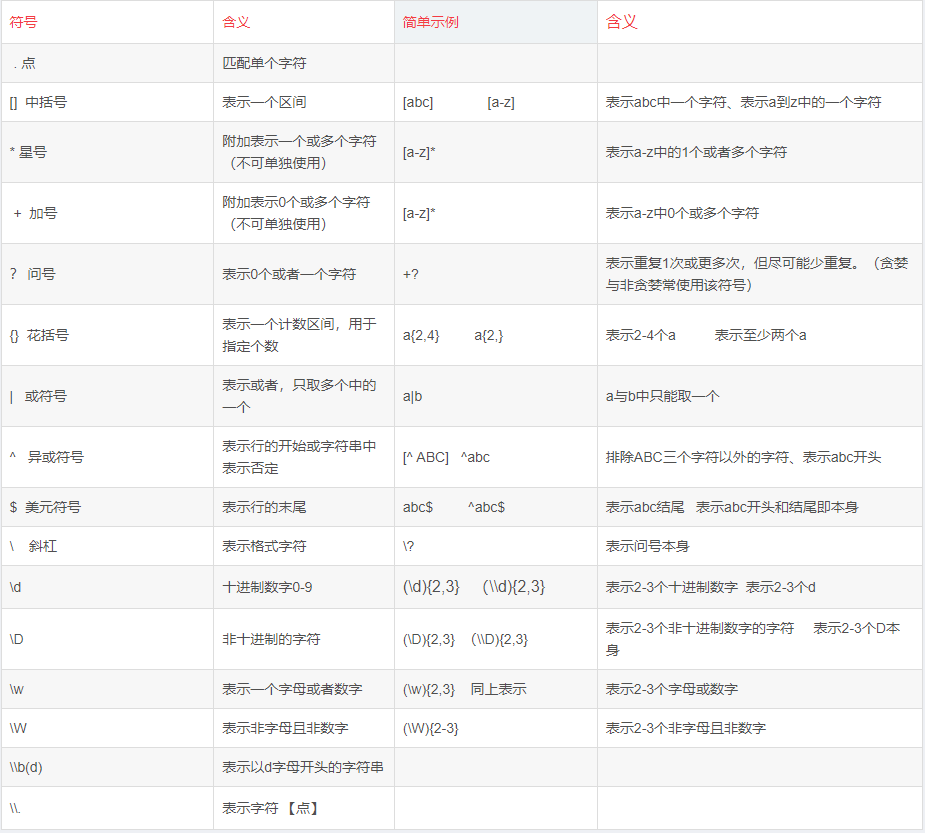 符号 含义 简单示例 含义
. 点 匹配单个字符
[] 中括号 表示一个区间 [abc] [a-z] 表示abc中一个字符、表示a到z中的一个字符
* 星号 附加表示一个或多个字符
（不可单独使用） [a-z]* 表示a-z中的1个或者多个字符
+ 加号 附加表示0个或多个字符
（不可单独使用） [a-z]* 表示a-z中0个或多个字符
? 问号 表示0个或者一个字符 +? 表示重复1次或更多次，但尽可能少重复。（贪婪
与非贪婪常使用该符号）
{} 花括号 表示一个计数区间，用于
指定个数 a{2,4} a{2,} 表示2-4个a 表示至少两个a
| 或符号 表示或者，只取多个中的
一个 a|b a与b中只能取一个
^ 异或符号 表示行的开始或字符串中
表示否定 [^ ABC] ^abc 排除ABC三个字符以外的字符、表示abc开头
$ 美元符号 表示行的末尾 abc$ ^abc$ 表示abc结尾 表示abc开头和结尾即本身
\ 斜杠 表示格式字符 \? 表示问号本身
\d 十进制数字0-9 (\d){2,3} （\\d){2,3} 表示2-3个十进制数字 表示2-3个d
\D 非十进制的字符 (\D){2,3} （\\D){2,3} 表示2-3个非十进制数字的字符 表示2-3个D本
身
\w 表示一个字母或者数字 (\w){2,3} 同上表示 表示2-3个字母或数字
\W 表示非字母且非数字 (\W){2-3} 表示2-3个非字母且非数字
\\b(d) 表示以d字母开头的字符串
\\. 表示字符 【点】